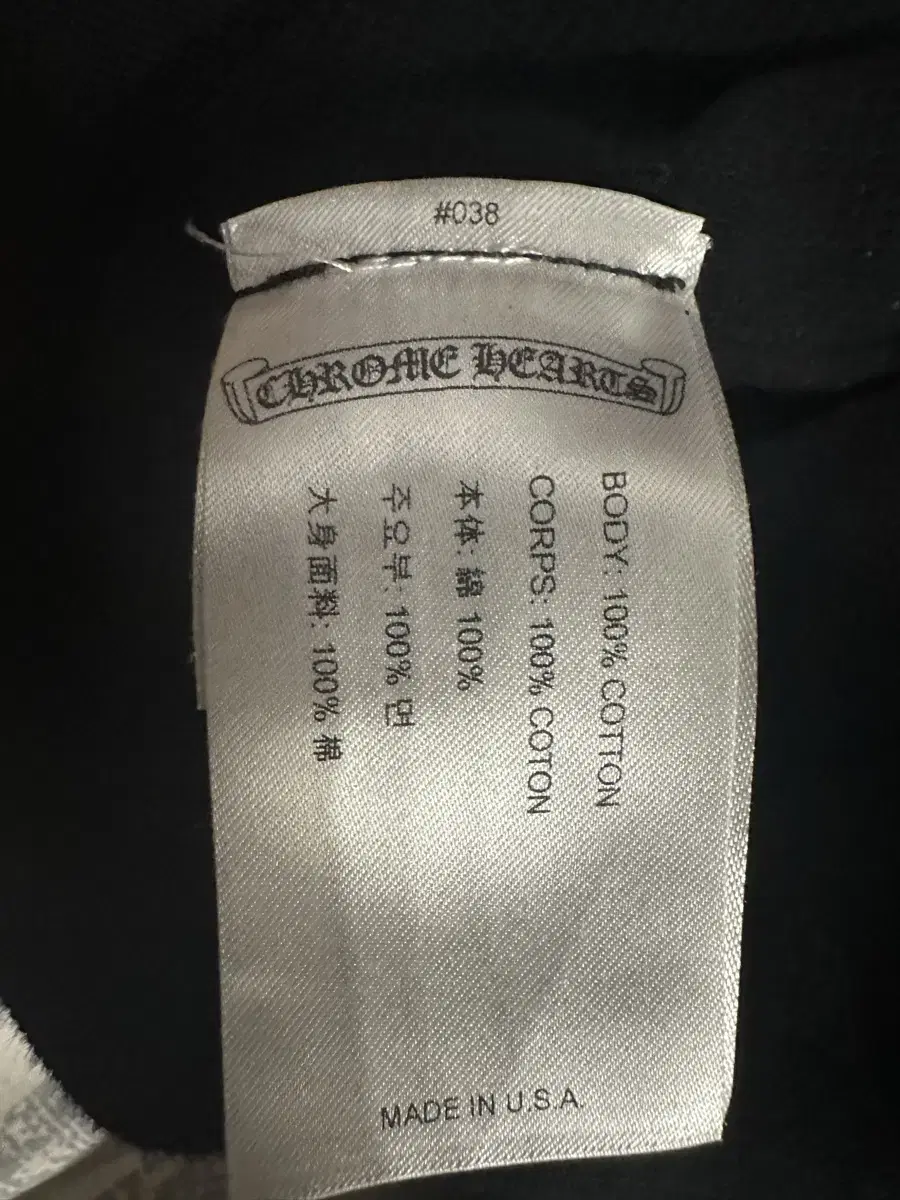 #038
CHROME HEARTS
BODY: 100% COTTON
CORPS: 100% COTON
本体: 綿 100%
주요부: 100% 면
大身面料: 100% 棉
MADE IN U.S.A.